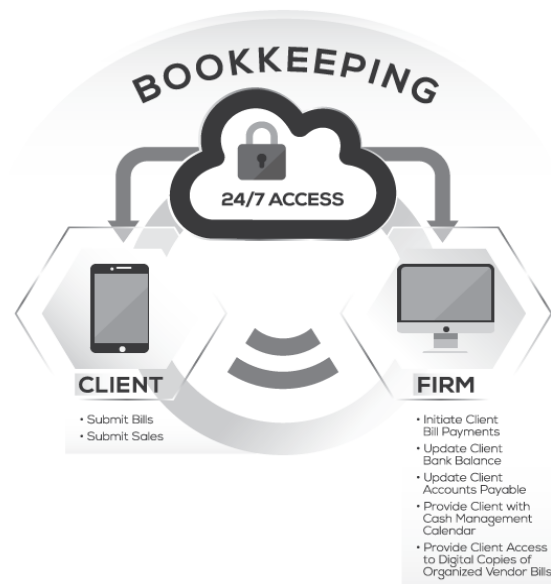 BOOKKEEPING
24/7 ACCESS
CLIENT
• Submit Bills
• Submit Sales
FIRM
• Initiate Client
Bill Payments
• Update Client
Bank Balance
• Update Client
Accounts Payable
• Provide Client with
Cash Management
Calendar
• Provide Client Access
to Digital Copies of
Organized Vendor Bills